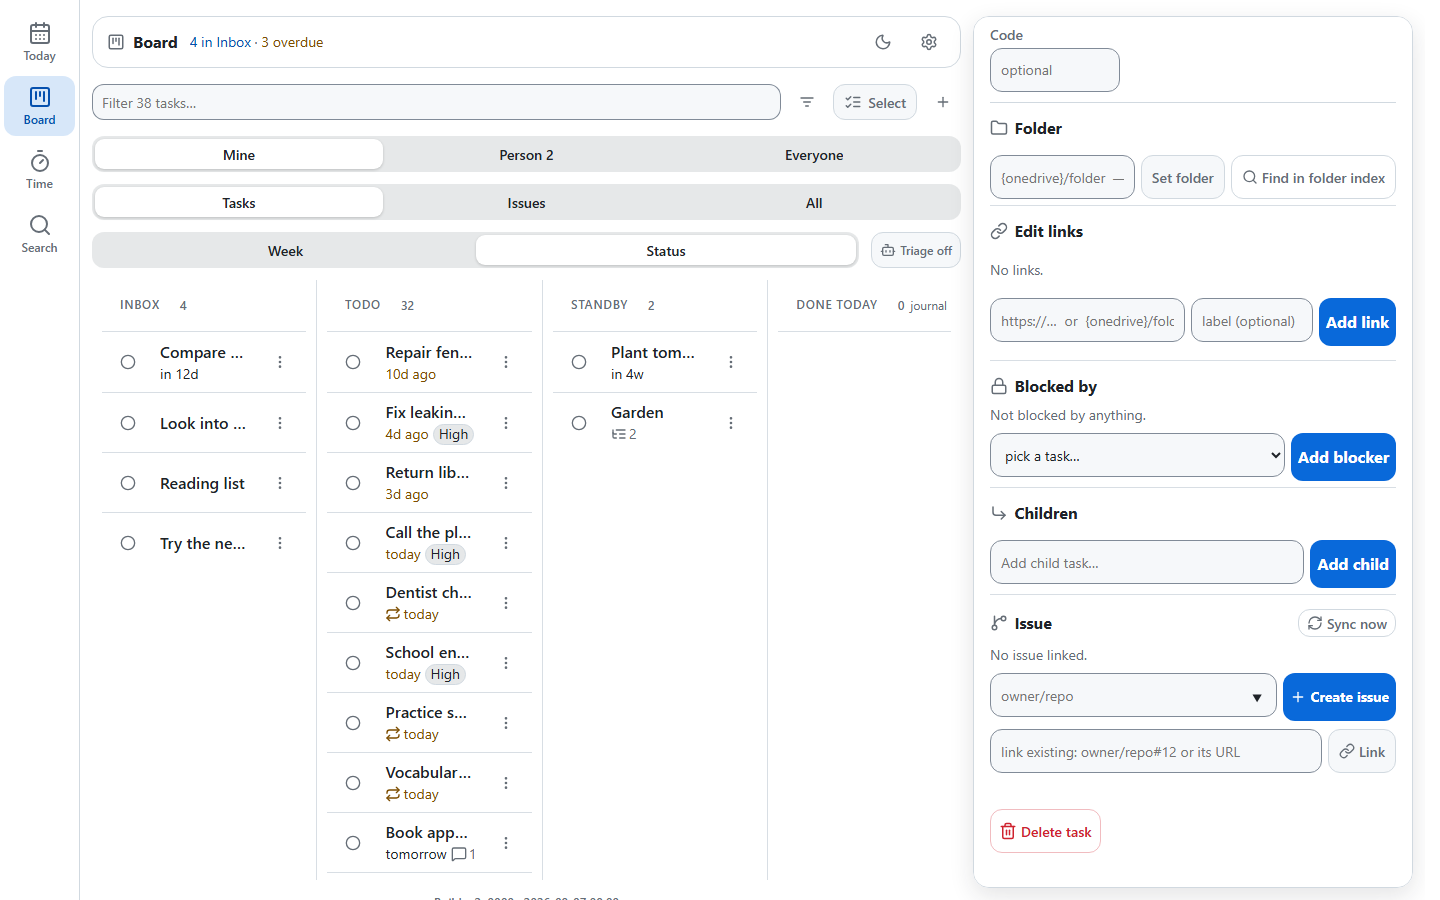 Today
Board
Time
Search
Board 4 in Inbox · 3 overdue
Filter 38 tasks...
Select
Mine
Person 2
Everyone
Tasks
Issues
All
Week
Status
Triage off
INBOX 4
Compare ...
in 12d
Look into ...
Reading list
Try the ne...
TODO 32
Repair fen...
10d ago
Fix leakin...
4d ago High
Return lib...
3d ago
Call the pl...
today High
Dentist ch...
today
School en...
today High
Practice s...
today
Vocabular...
today
Book app...
tomorrow 1
STANDBY 2
Plant tom...
in 4w
Garden
2
DONE TODAY 0 journal
Code
optional
Folder
{onedrive}/folder —
Set folder
Find in folder index
Edit links
No links.
https://... or {onedrive}/folc
label (optional)
Add link
Blocked by
Not blocked by anything.
pick a task...
Add blocker
Children
Add child task...
Add child
Issue
Sync now
No issue linked.
owner/repo
Create issue
link existing: owner/repo#12 or its URL
Link
Delete task